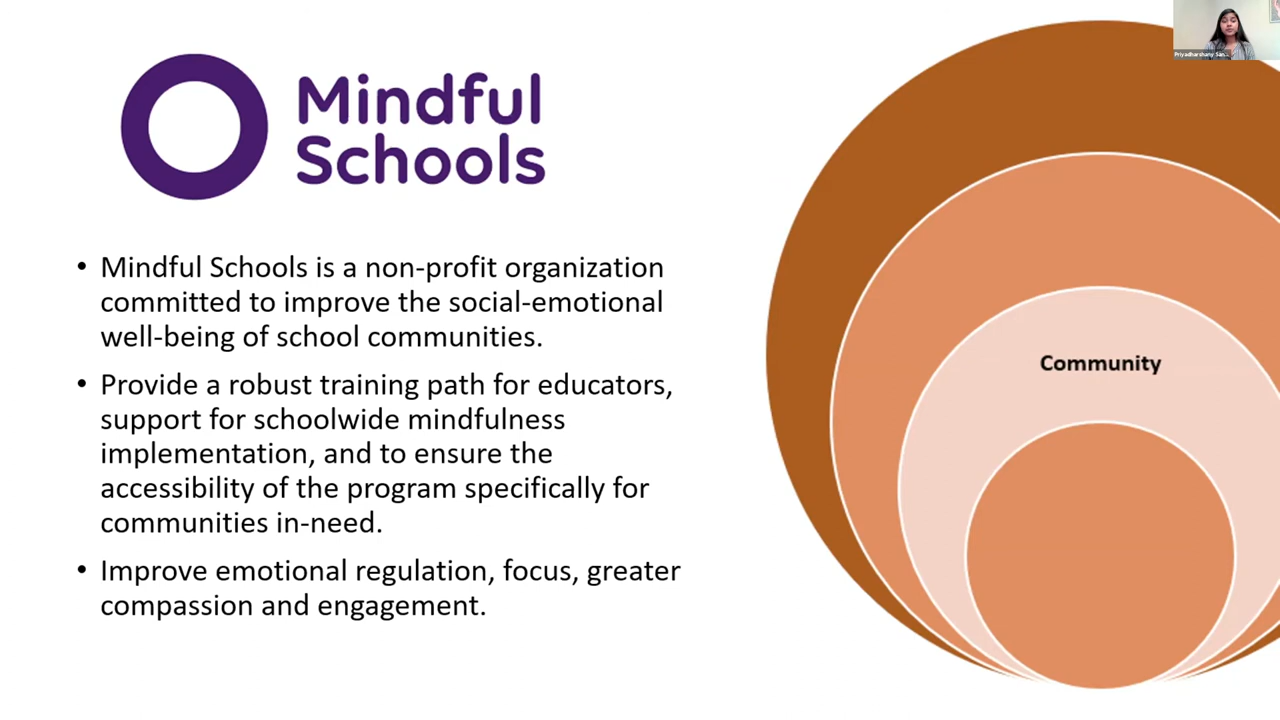 Mindful
Schools
• Mindful Schools is a non-profit organization
committed to improve the social-emotional
well-being of school communities.
• Provide a robust training path for educators,
support for schoolwide mindfulness
implementation, and to ensure the
accessibility of the program specifically for
communities in-need.
• Improve emotional regulation, focus, greater
compassion and engagement.
Community
Priyadharshany San...